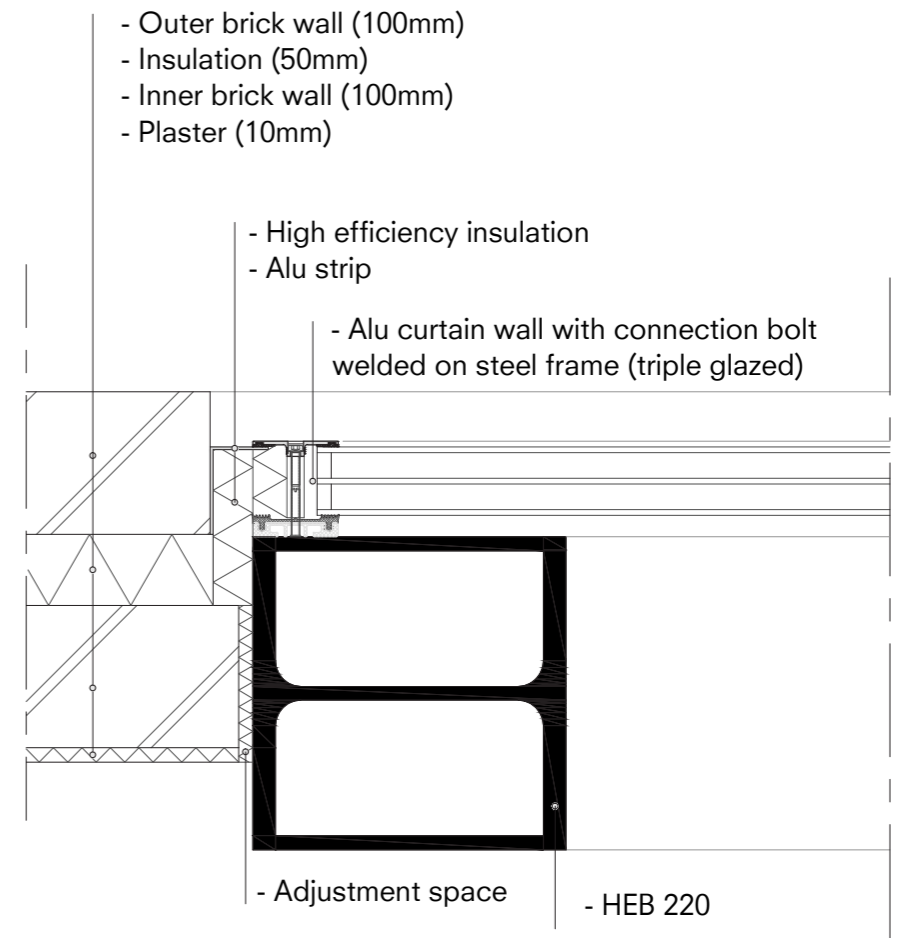 - Outer brick wall (100mm)
- Insulation (50mm)
- Inner brick wall (100mm)
- Plaster (10mm)
- High efficiency insulation
- Alu strip
- Alu curtain wall with connection bolt
welded on steel frame (triple glazed)
- Adjustment space
- HEB 220